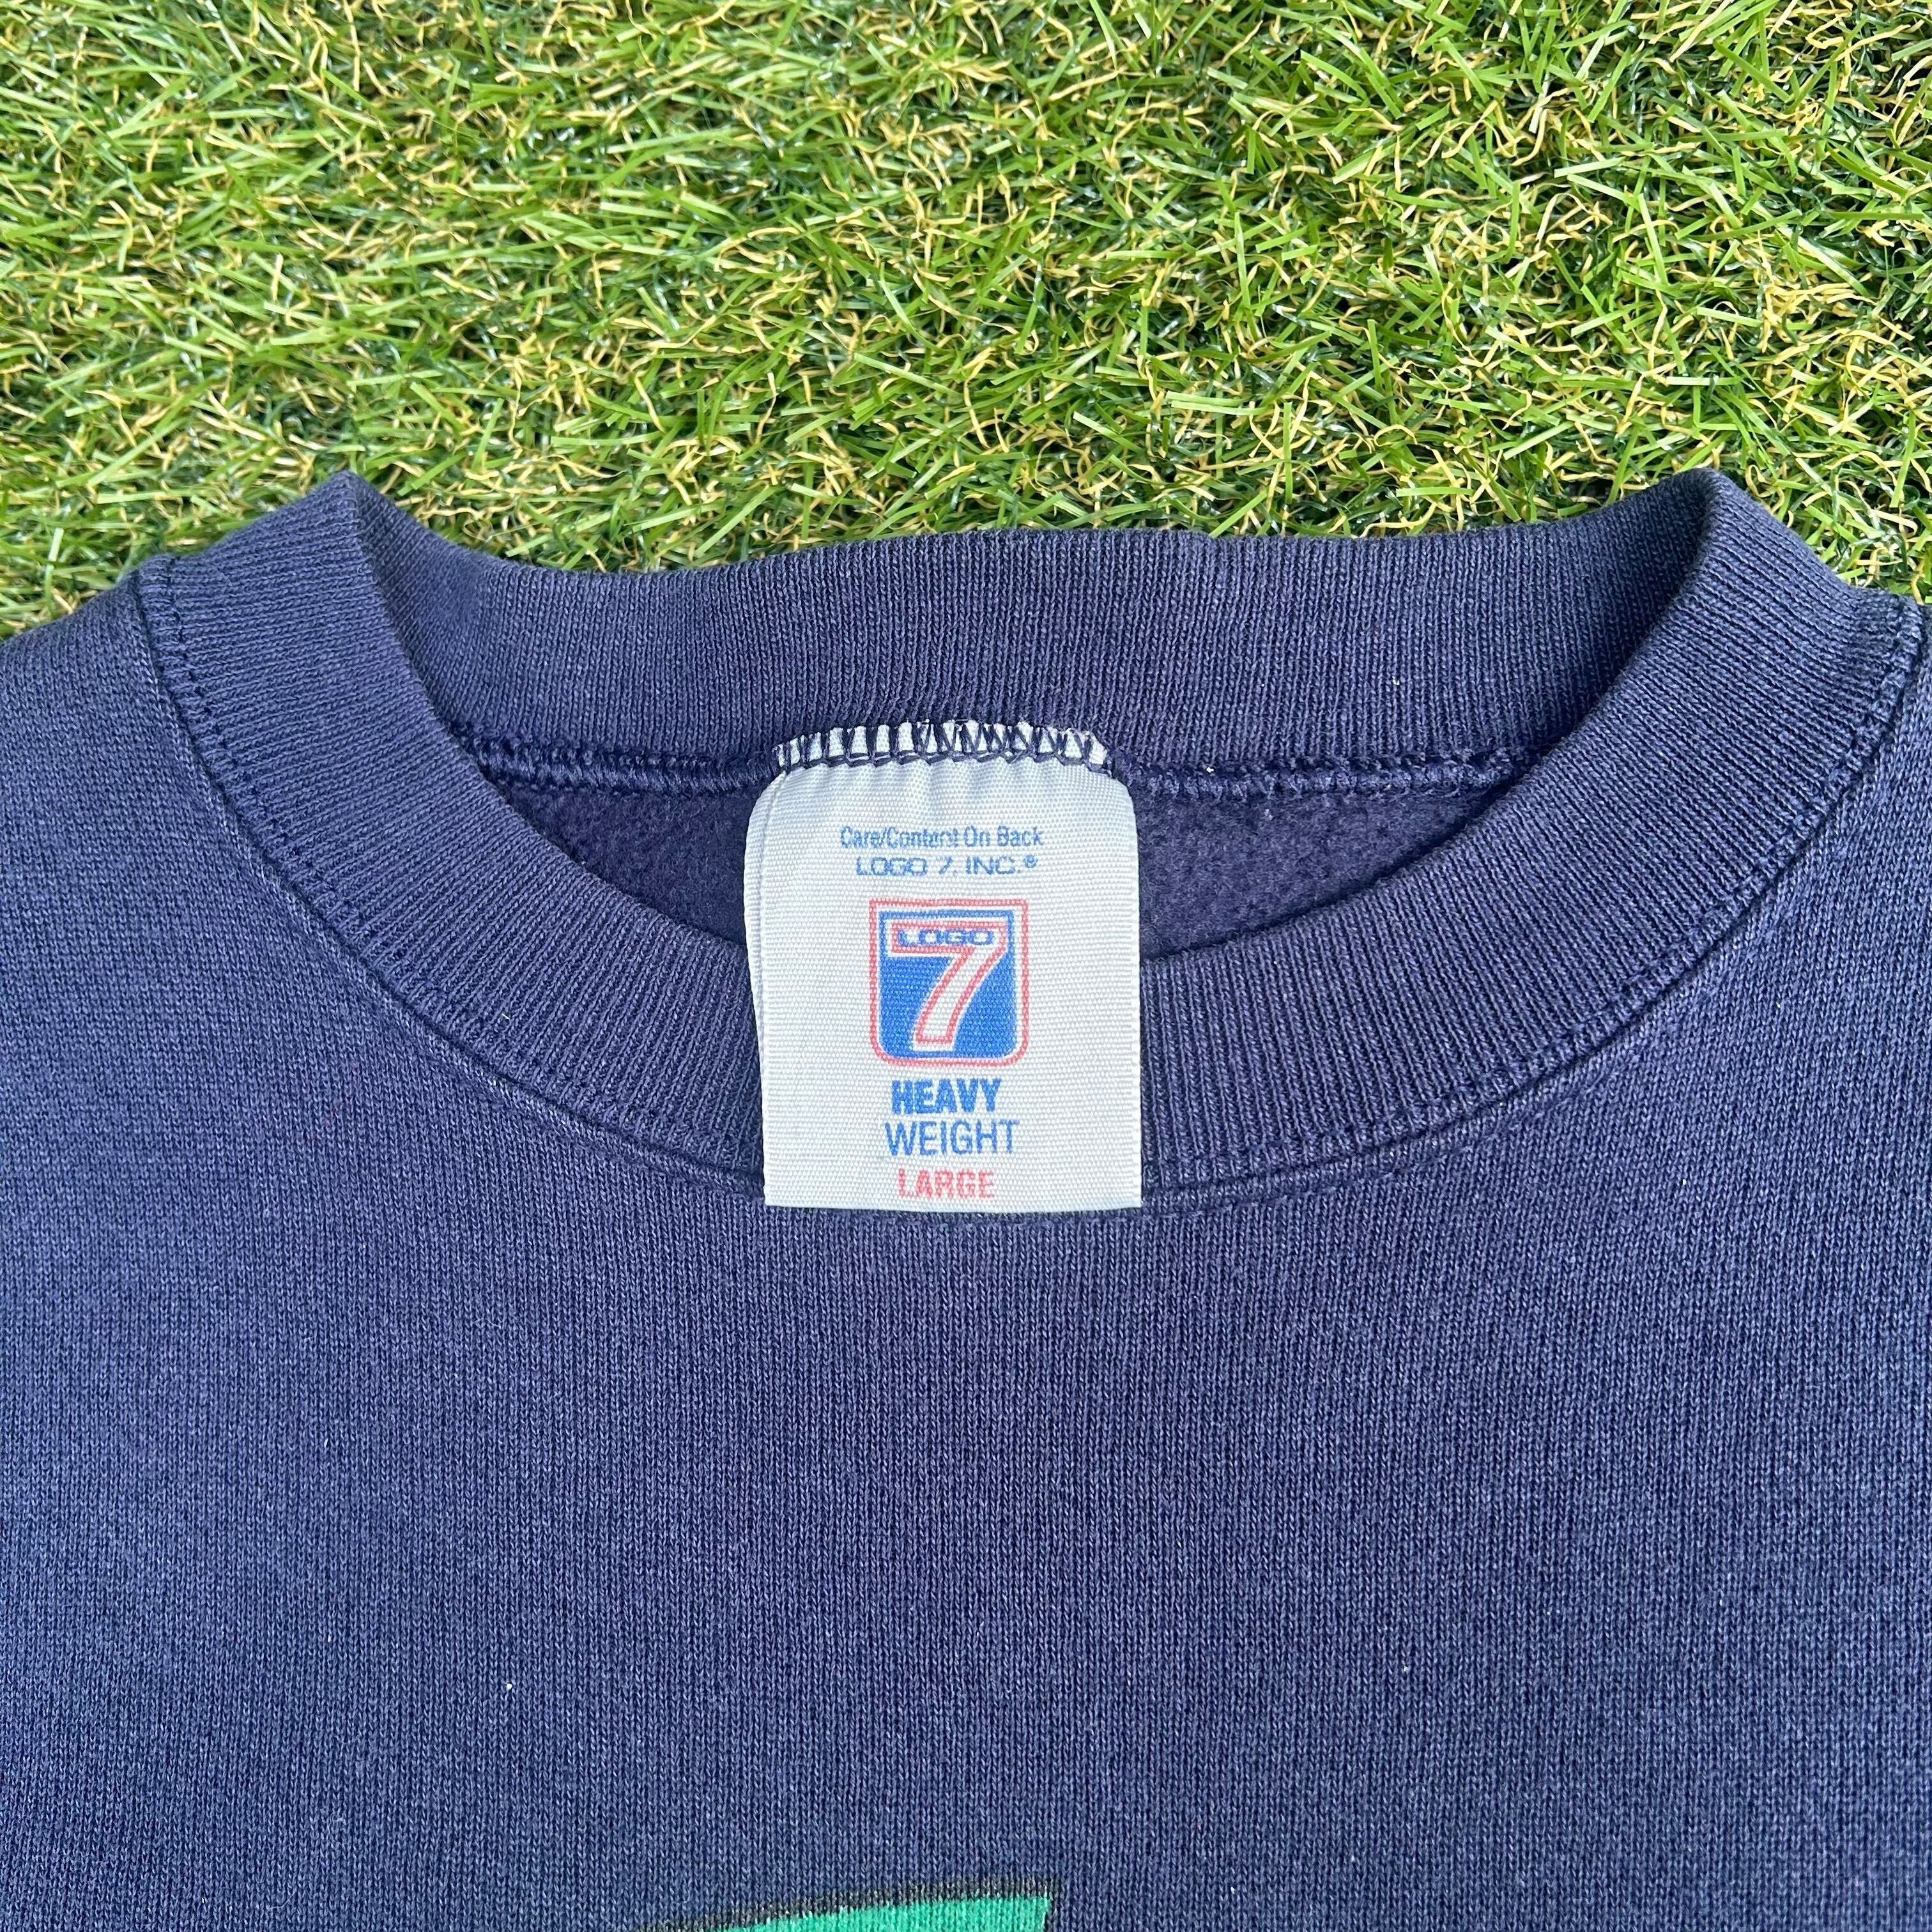 Care/Content On Back
LOGO 7, INC.®
LOGO
7
HEAVY
WEIGHT
LARGE